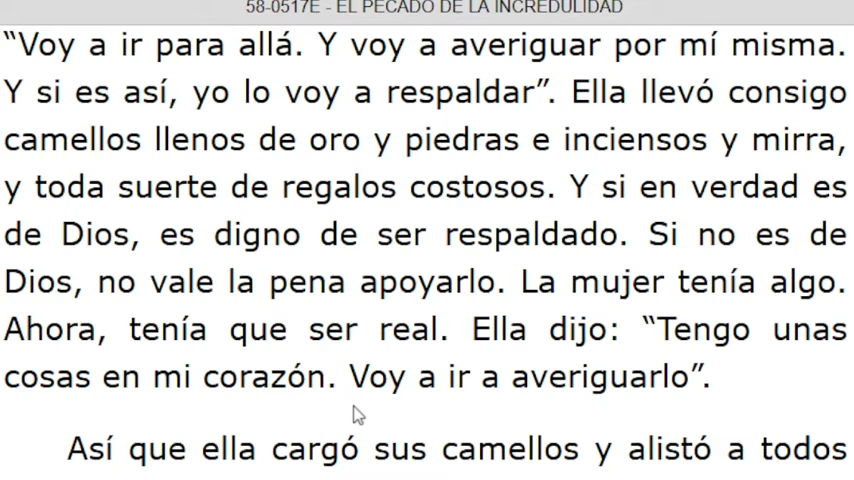 58-0517E - EL PECADO DE LA INCREDULIDAD
“Voy a ir para allá. Y voy a averiguar por mí misma.
Y si es así, yo lo voy a respaldar”. Ella llevó consigo
camellos llenos de oro y piedras e inciensos y mirra,
y toda suerte de regalos costosos. Y si en verdad es
de Dios, es digno de ser respaldado. Si no es de
Dios, no vale la pena apoyarlo. La mujer tenía algo.
Ahora, tenía que ser real. Ella dijo: “Tengo unas
cosas en mi corazón. Voy a ir a averiguarlo”.
Así que ella cargó sus camellos y alistó a todos